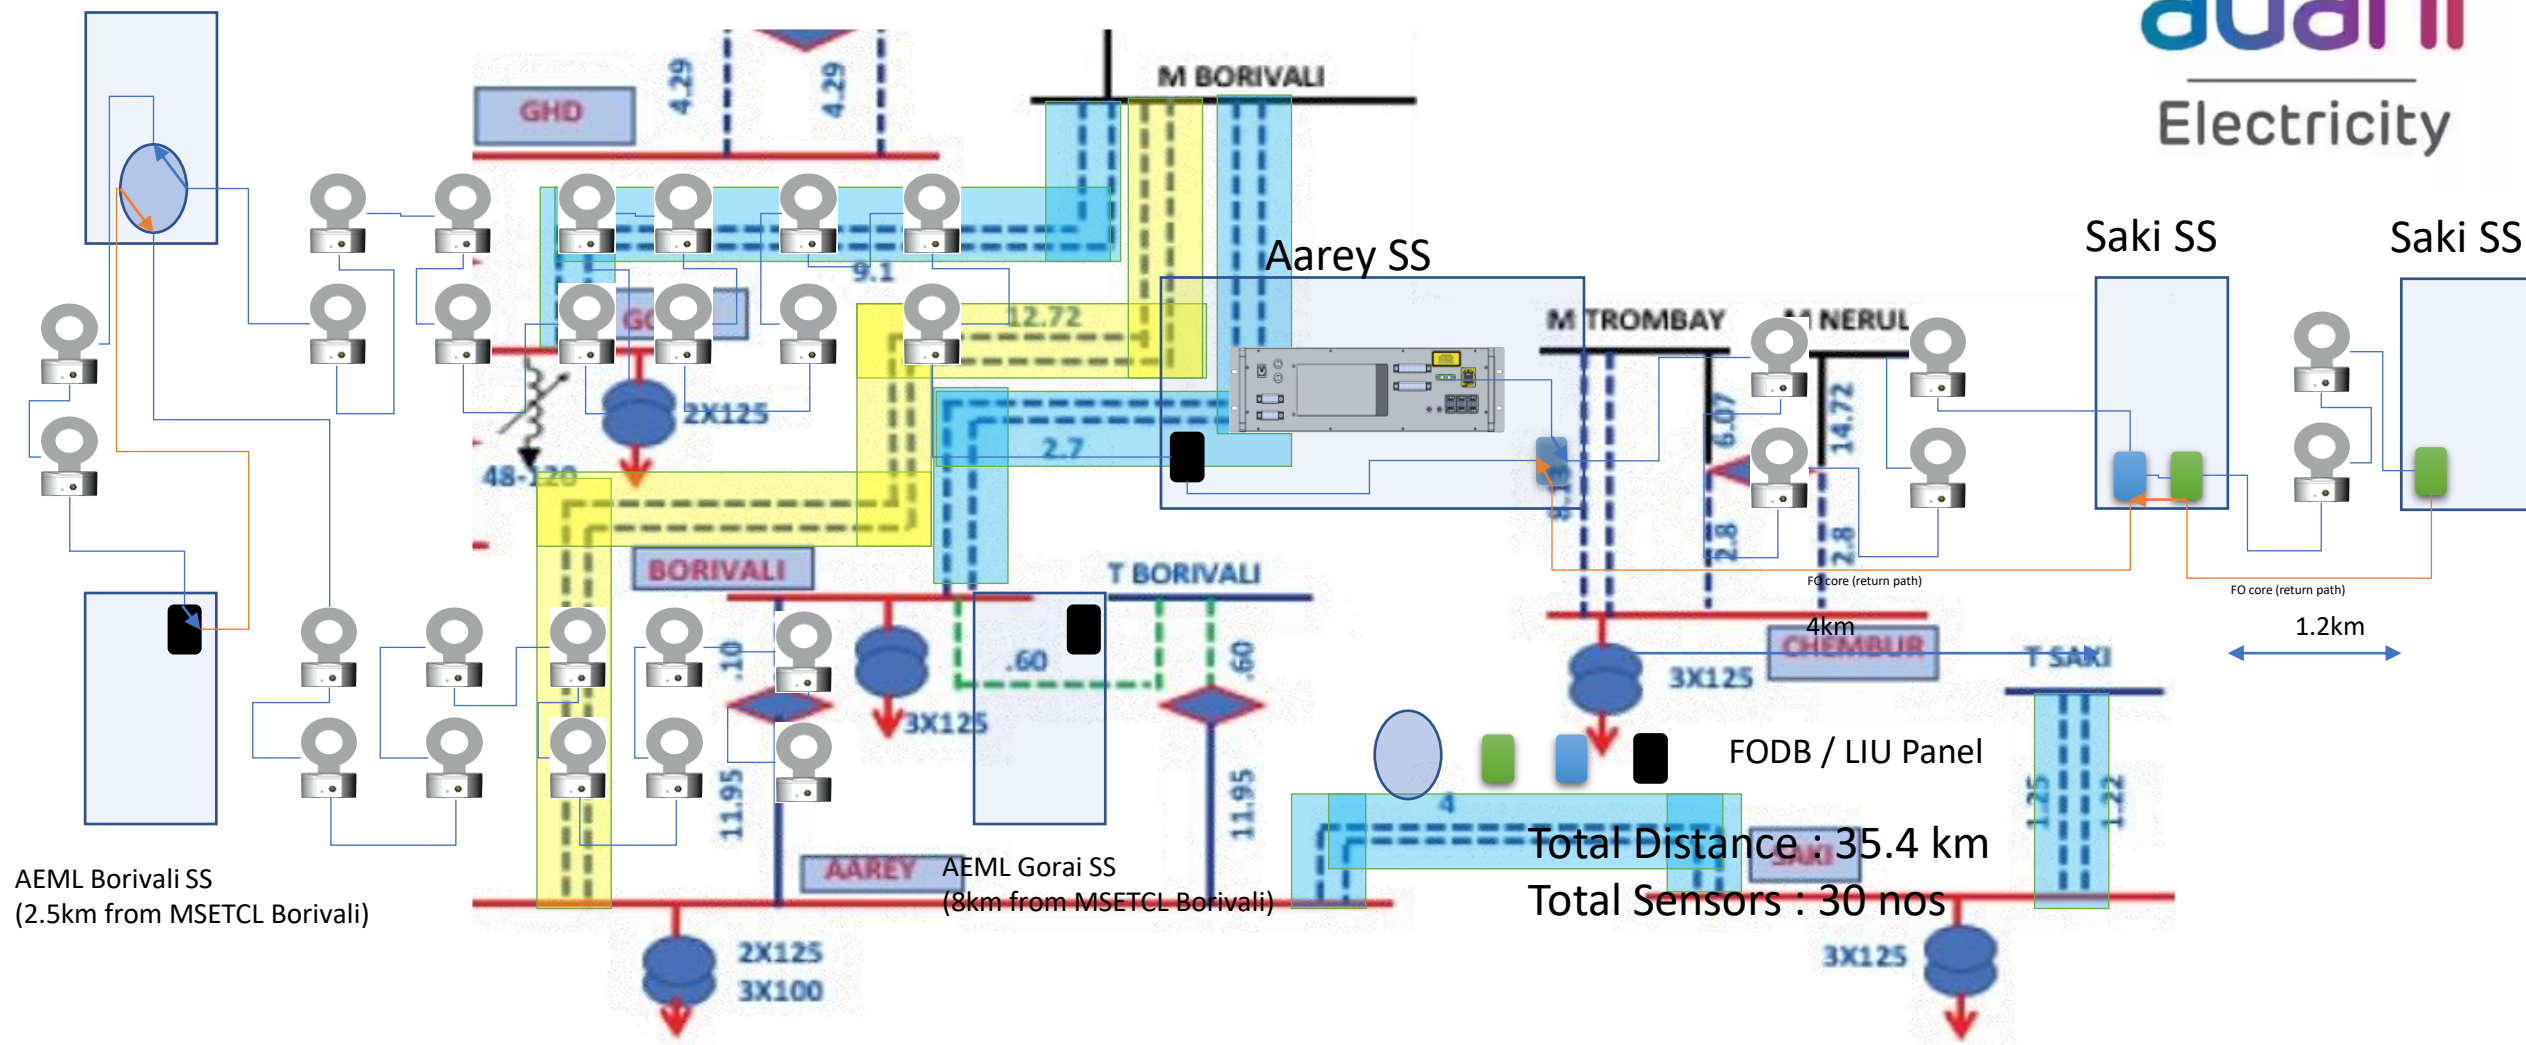 adani
Electricity
M BORIVALI
4.29
4.29
GHD
Aarey SS
Saki SS
Saki SS
9.1
12.72
M TROMBAY
M NERUL
2X125
6.07
14.72
48-120
2.7
2.8
2.8
BORIVALI
T BORIVALI
FO core (return path)
FO core (return path)
4km
1.2km
.10
.60
.60
CHEMBUR
T SAKI
3X125
3X125
FODB / LIU Panel
11.95
11.95
4
1.25
1.22
Total Distance : 35.4 km
SAKI
AAREY
AEML Borivali SS
(2.5km from MSETCL Borivali)
AEML Gorai SS
(8km from MSETCL Borivali)
Total Sensors : 30 nos
2X125
3X100
3X125